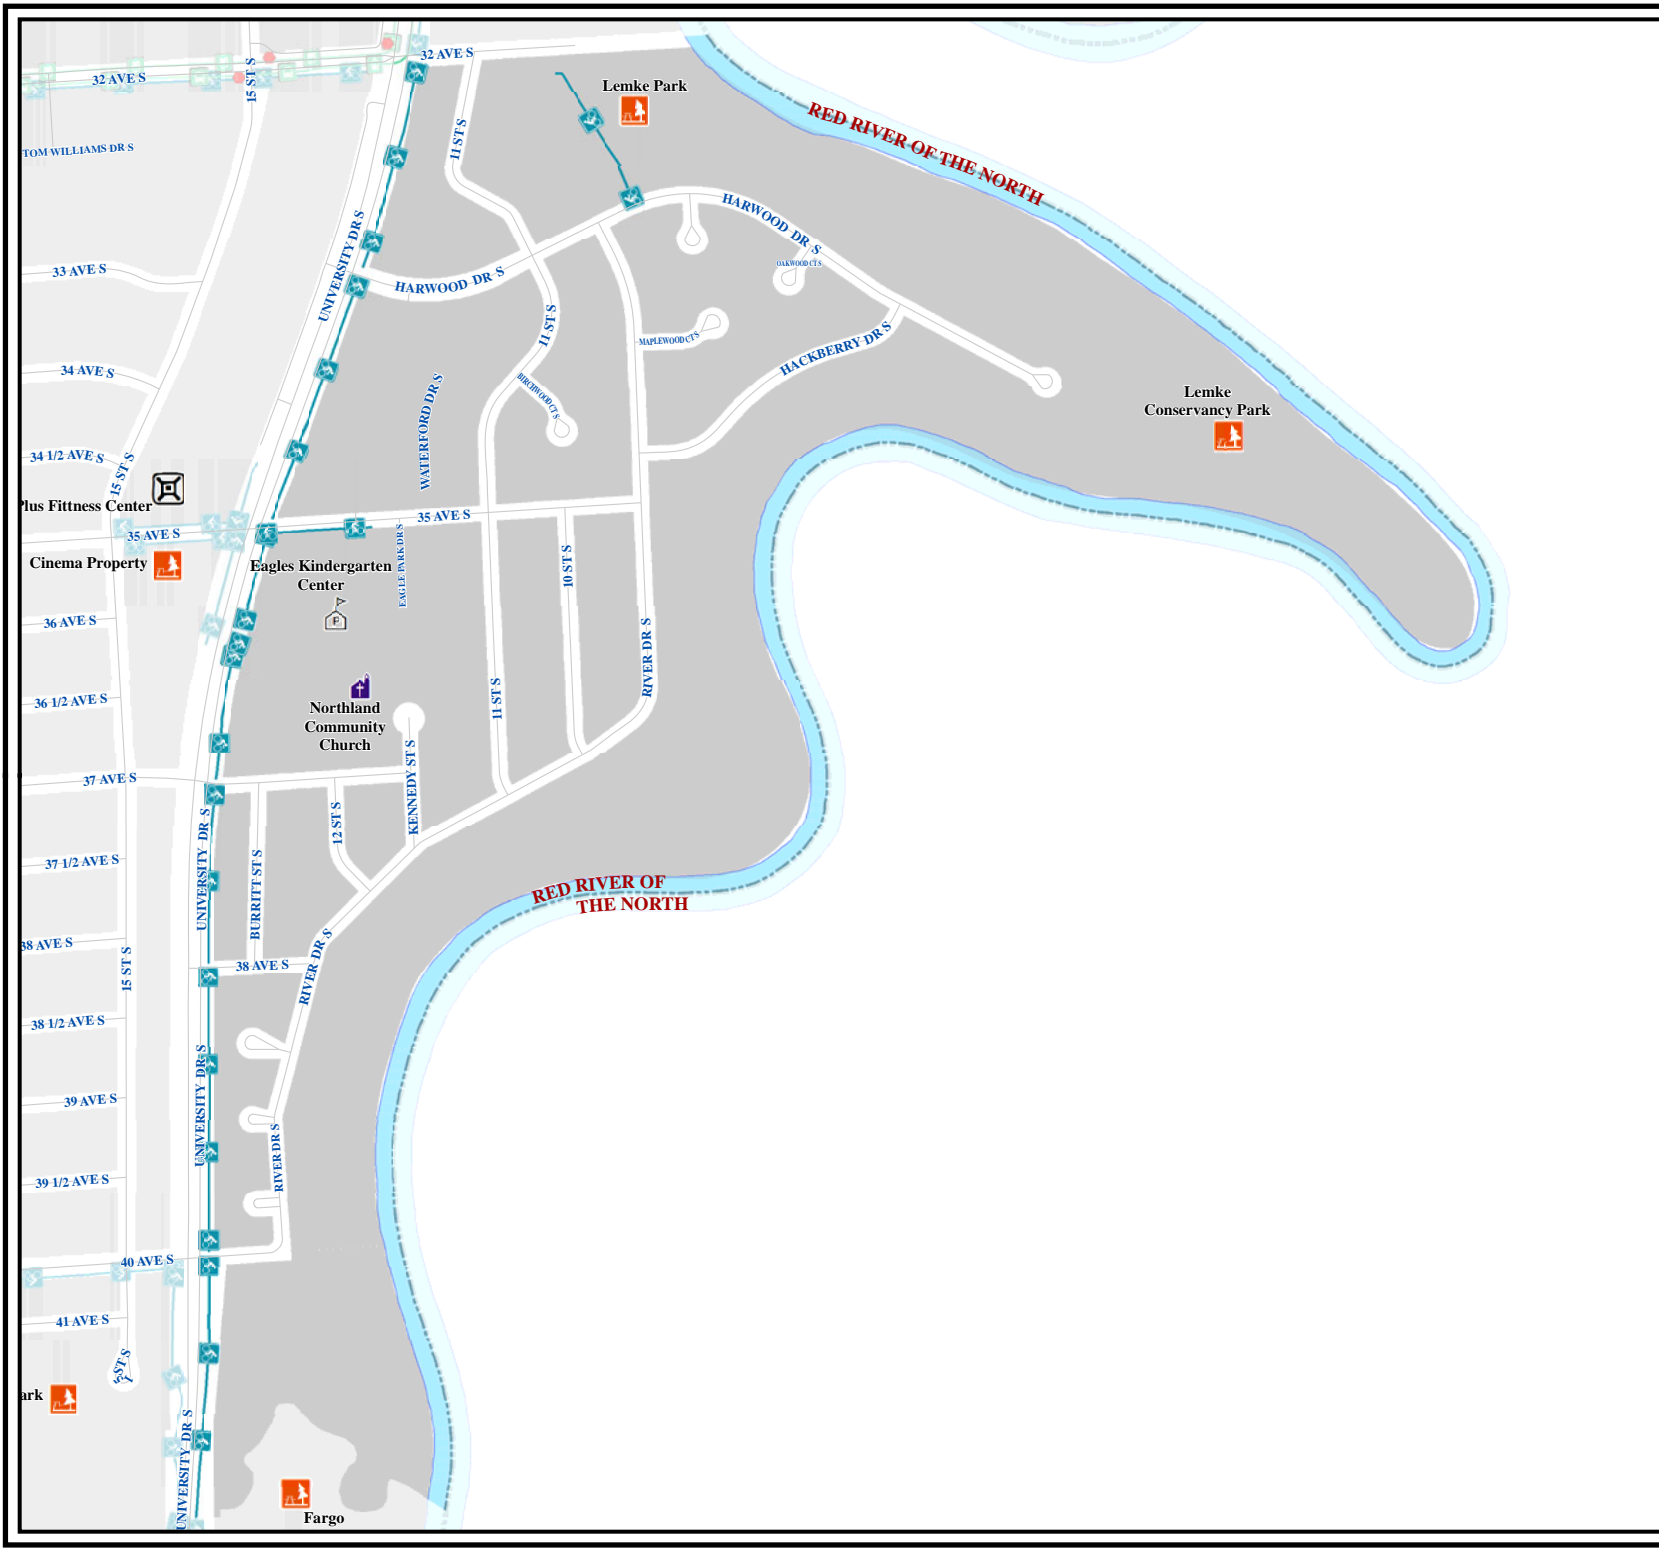 32 AVE S
32 AVE S
15 ST S
Lemke Park
RED RIVER OF THE NORTH
TOM WILLIAMS DR S
11 ST S
HARWOOD DR S
UNIVERSITY DR S
33 AVE S
HARWOOD DR S
OAKWOOD CT S
11 ST S
MAPLEWOOD CT S
HACKBERRY DR S
34 AVE S
BIRCHWOOD CT S
WATERFORD DR S
Lemke
Conservancy Park
34 1/2 AVE S
15 ST S
Plus Fittness Center
35 AVE S
35 AVE S
Cinema Property
Eagles Kindergarten
Center
P
EAGLE PARK DR S
10 ST S
36 AVE S
RIVER DR S
36 1/2 AVE S
11 ST S
Northland
Community
Church
37 AVE S
KENNEDY ST S
12 ST S
UNIVERSITY DR S
37 1/2 AVE S
BURRITT ST S
RED RIVER OF
THE NORTH
38 AVE S
15 ST S
38 AVE S
RIVER DR S
38 1/2 AVE S
UNIVERSITY DR S
39 AVE S
RIVER DR S
39 1/2 AVE S
40 AVE S
41 AVE S
15 ST S
ark
UNIVERSITY DR S
Fargo